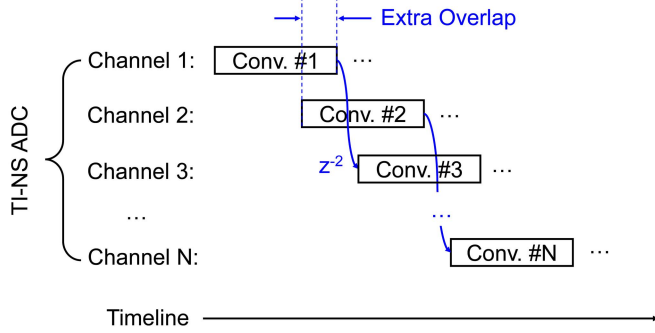 Extra Overlap
Channel 1: Conv. #1 ...
Channel 2: Conv. #2 ...
z-2
Channel 3: Conv. #3 ...
TI-NS ADC
... ...
Channel N: Conv. #N ...
Timeline